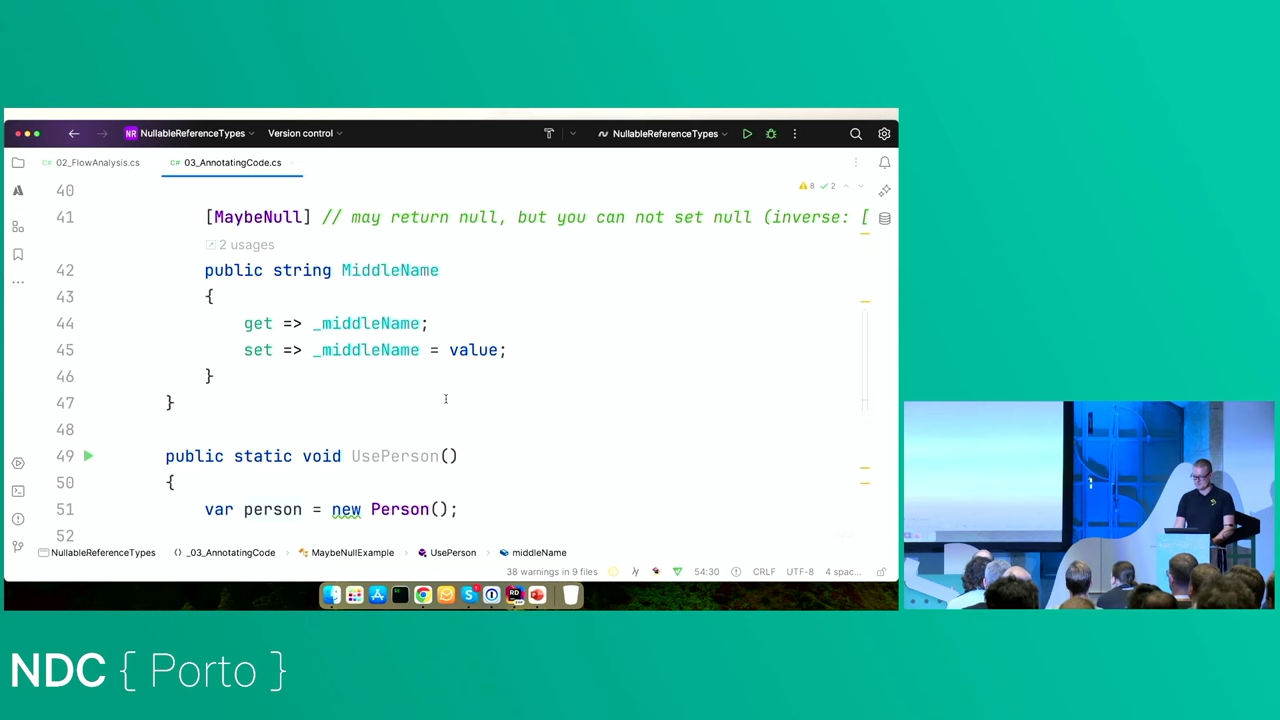 NR NullableReferenceTypes
Version control
NullableReferenceTypes
C# 02_FlowAnalysis.cs
C# 03_AnnotatingCode.cs
8 2
40
41 [MaybeNull] // may return null, but you can not set null (inverse: [
2 usages
42 public string MiddleName
43 {
44 get => _middleName;
45 set => _middleName = value;
46 }
47 }
48
49 public static void UsePerson()
50 {
51 var person = new Person();
52
NullableReferenceTypes _03_AnnotatingCode MaybeNullExample UsePerson middleName
38 warnings in 9 files 54:30 CRLF UTF-8 4 spac...
NDC { Porto }